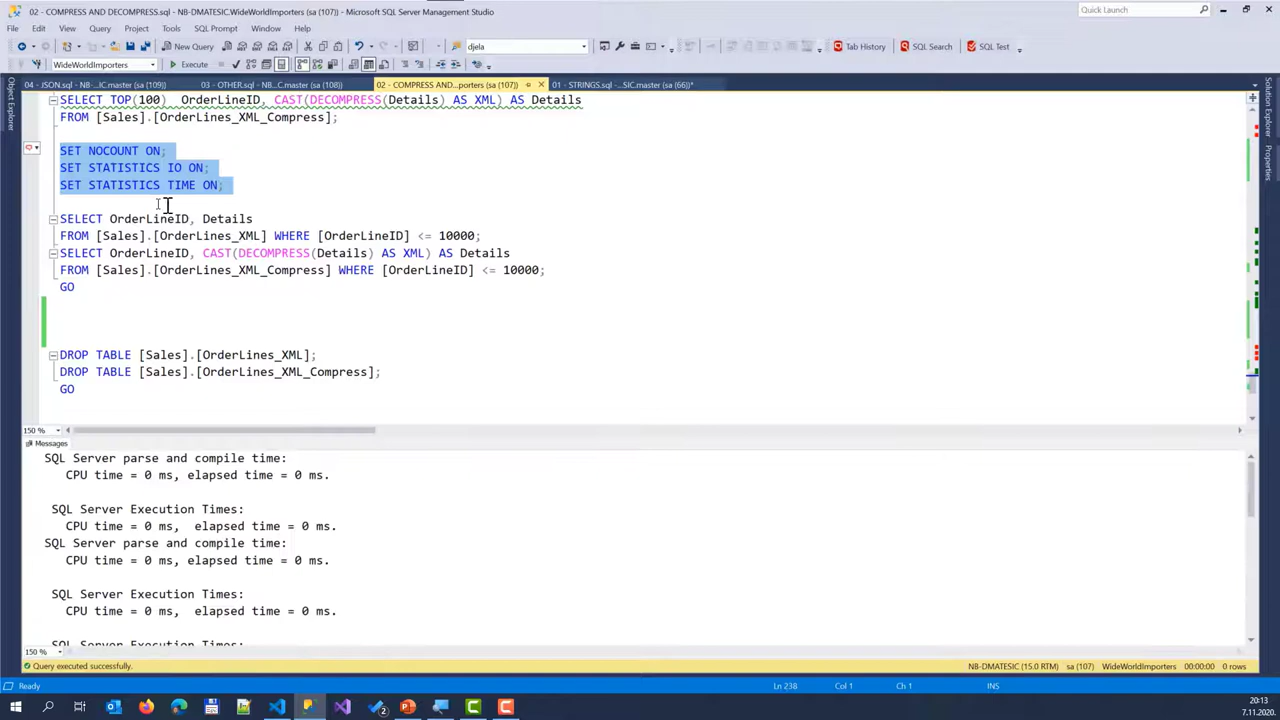 02 - COMPRESS AND DECOMPRESS.sql - NB-DMATESIC.WideWorldImporters (sa (107)) - Microsoft SQL Server Management Studio
Quick Launch
File Edit View Query Project Tools SQL Prompt Window Help
New Query djela Tab History SQL Search SQL Test
WideWorldImporters Execute
04 - JSON.sql - NB-...IC.master (sa (109)) 03 - OTHER.sql - NB...C.master (sa (108)) 02 - COMPRESS AND...porters (sa (107)) 01 - STRINGS.sql -...SIC.master (sa (66))*
Object Explorer
Properties
SELECT TOP(100) OrderLineID, CAST(DECOMPRESS(Details) AS XML) AS Details
FROM [Sales].[OrderLines_XML_Compress];
SET NOCOUNT ON;
SET STATISTICS IO ON;
SET STATISTICS TIME ON;
SELECT OrderLineID, Details
FROM [Sales].[OrderLines_XML] WHERE [OrderLineID] <= 10000;
SELECT OrderLineID, CAST(DECOMPRESS(Details) AS XML) AS Details
FROM [Sales].[OrderLines_XML_Compress] WHERE [OrderLineID] <= 10000;
GO
DROP TABLE [Sales].[OrderLines_XML];
DROP TABLE [Sales].[OrderLines_XML_Compress];
GO
150 %
Messages
SQL Server parse and compile time:
CPU time = 0 ms, elapsed time = 0 ms.
SQL Server Execution Times:
CPU time = 0 ms, elapsed time = 0 ms.
SQL Server parse and compile time:
CPU time = 0 ms, elapsed time = 0 ms.
SQL Server Execution Times:
CPU time = 0 ms, elapsed time = 0 ms.
SQL Server Execution Times:
150 %
Query executed successfully. NB-DMATESIC (15.0 RTM) sa (107) WideWorldImporters 00:00:00 0 rows
Ready Ln 238 Col 1 Ch 1 INS
20:13
7.11.2020.